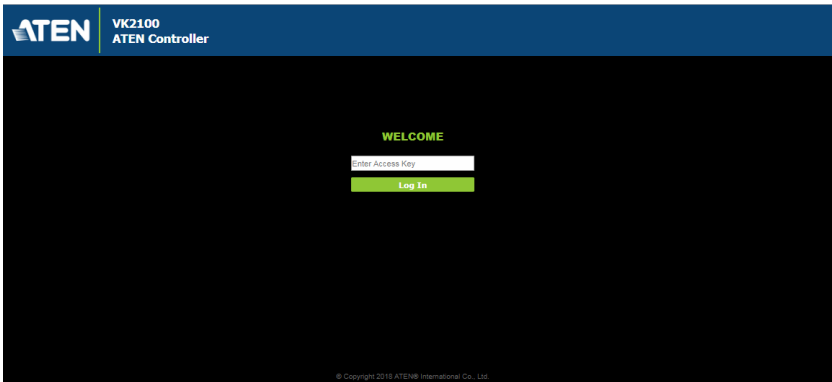 ATEN
VK2100
ATEN Controller
WELCOME
Enter Access Key
Log In
© Copyright 2018 ATEN® International Co., Ltd.